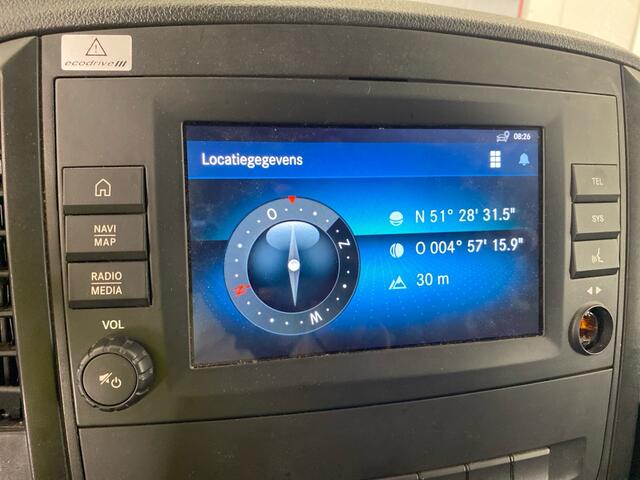 ecodrive
08:26
Locatiegegevens
N 51° 28' 31.5"
O 004° 57' 15.9"
30 m
O
Z
W
N
NAVI
MAP
RADIO
MEDIA
VOL
TEL
SYS